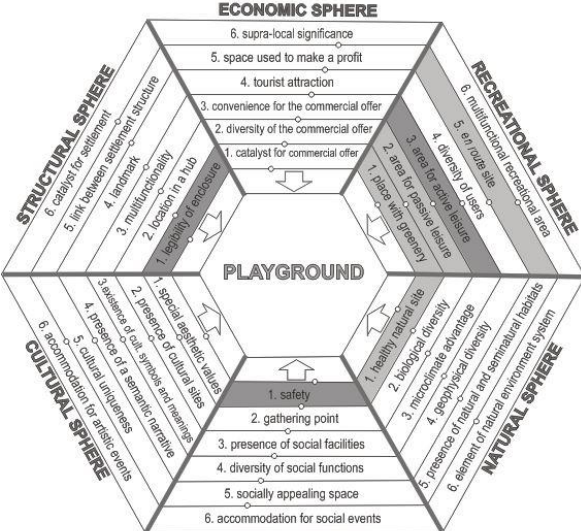 ECONOMIC SPHERE
6. supra-local significance
5. space used to make a profit
4. tourist attraction
3. convenience for the commercial offer
2. diversity of the commercial offer
1. catalyst for commercial offer
RECREATIONAL SPHERE
6. multifunctional recreational area
5. en route site
4. diversity of users
3. area for active leisure
2. area for passive leisure
1. place with greenery
STRUCTURAL SPHERE
6. catalyst for settlement
5. link between settlement structure
4. landmark
3. multifunctionality
2. location in a hub
1. legibility of enclosure
PLAYGROUND
CULTURAL SPHERE
6. accommodation for artistic events
5. cultural uniqueness
4. presence of a semantic narrative
3 existence of cult. symbols and meanings
2. presence of cultural sites
1. special aesthetic values
NATURAL SPHERE
1. healthy natural site
2. biological diversity
3. microclimate advantage
4. geophysical diversity
5. presence of natural and seminatural habitats
6. element of natural environment system
1. safety
2. gathering point
3. presence of social facilities
4. diversity of social functions
5. socially appealing space
6. accommodation for social events